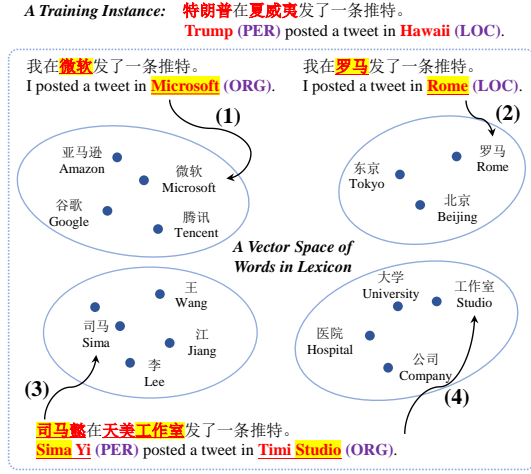 A Training Instance: 特朗普在夏威夷发了一条推特。
Trump (PER) posted a tweet in Hawaii (LOC).
我在微软发了一条推特。
I posted a tweet in Microsoft (ORG).
我在罗马发了一条推特。
I posted a tweet in Rome (LOC).
(1)
(2)
亚马逊
Amazon
微软
Microsoft
谷歌
Google
腾讯
Tencent
罗马
Rome
东京
Tokyo
北京
Beijing
A Vector Space of
Words in Lexicon
王
Wang
司马
Sima
江
Jiang
李
Lee
大学
University
工作室
Studio
医院
Hospital
公司
Company
(3)
(4)
司马懿在天美工作室发了一条推特。
Sima Yi (PER) posted a tweet in Timi Studio (ORG).